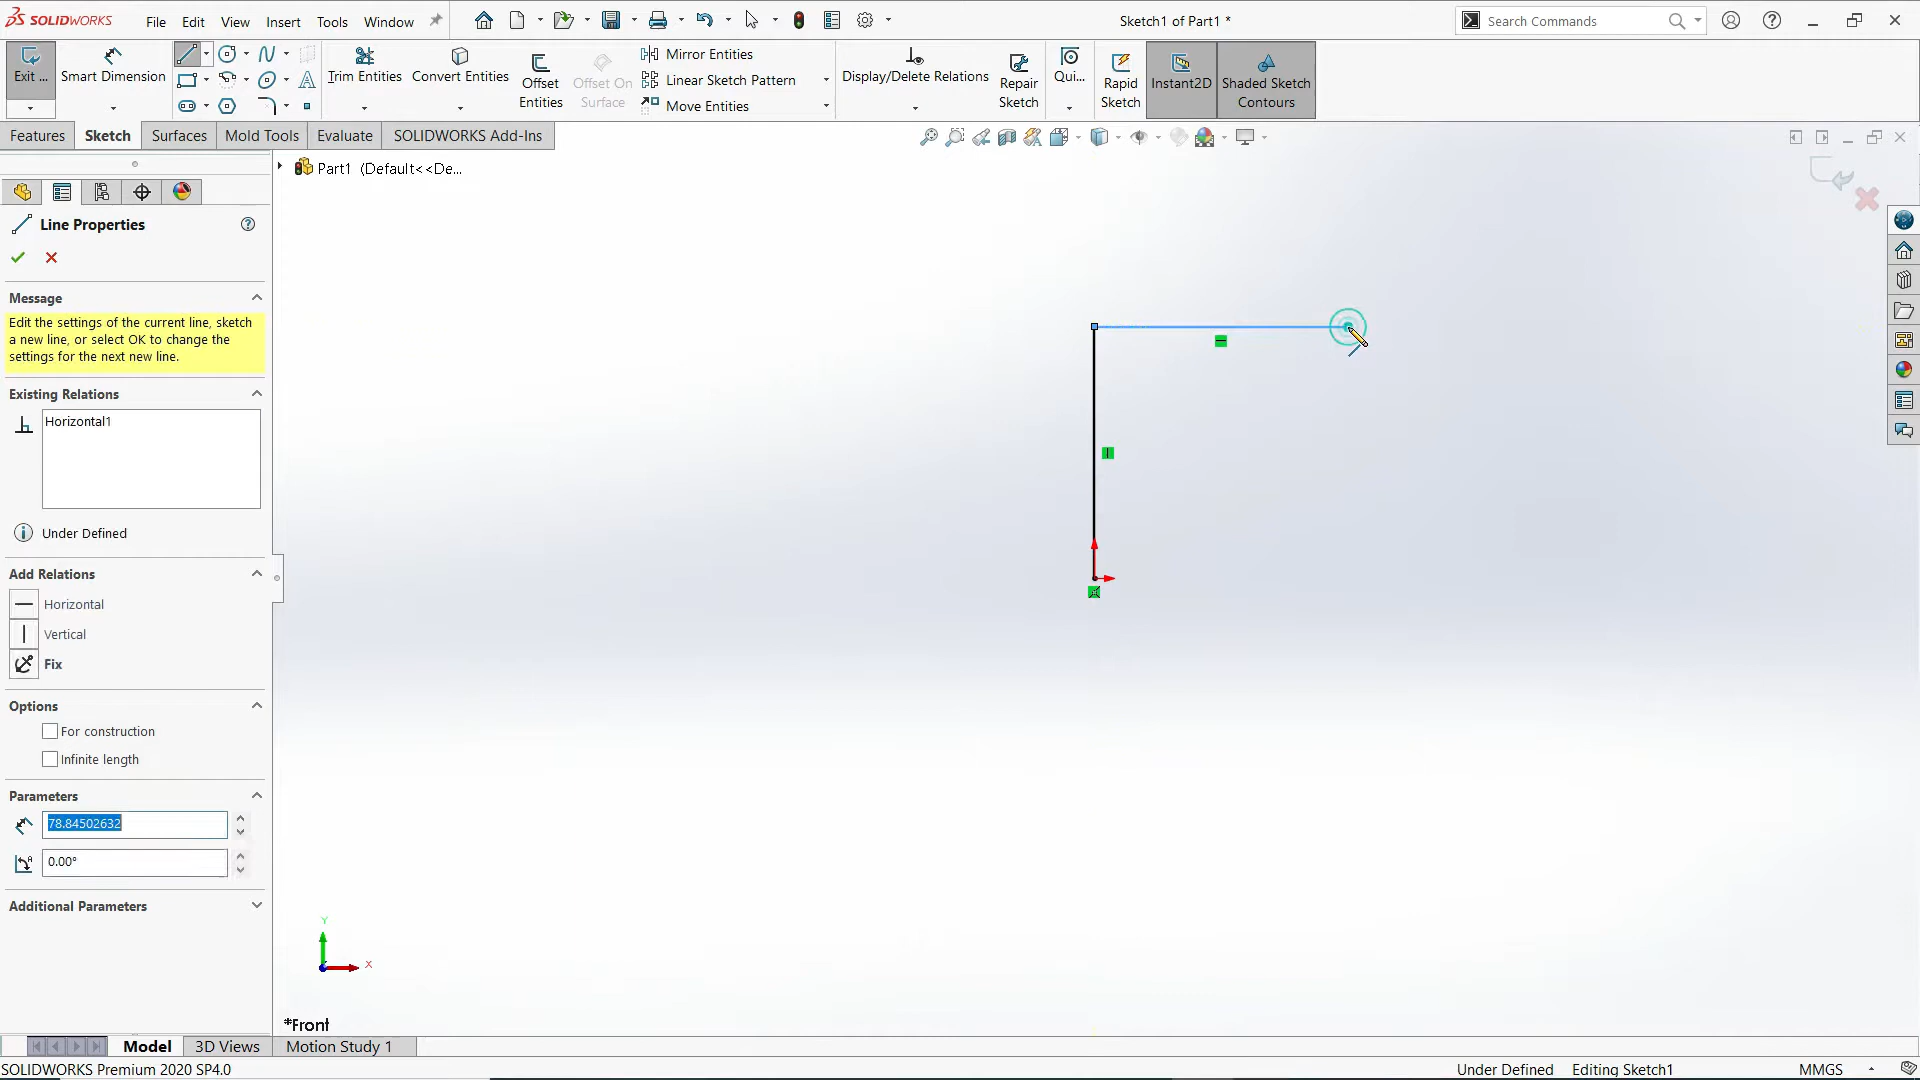 SOLIDWORKS
File
Edit
View
Insert
Tools
Window
Sketch1 of Part1 *
Search Commands
Exit ...
Smart Dimension
Trim Entities
Convert Entities
Offset
Entities
Offset On
Surface
Mirror Entities
Linear Sketch Pattern
Move Entities
Display/Delete Relations
Repair
Sketch
Qui...
Rapid
Sketch
Instant2D
Shaded Sketch
Contours
Features
Sketch
Surfaces
Mold Tools
Evaluate
SOLIDWORKS Add-Ins
Part1 (Default<<De...
Line Properties
Message
Edit the settings of the current line, sketch
a new line, or select OK to change the
settings for the next new line.
Existing Relations
Horizontal1
Under Defined
Add Relations
Horizontal
Vertical
Fix
Options
For construction
Infinite length
Parameters
78.84502632
0.00°
Additional Parameters
Y
X
*Front
Model
3D Views
Motion Study 1
SOLIDWORKS Premium 2020 SP4.0
Under Defined
Editing Sketch1
MMGS